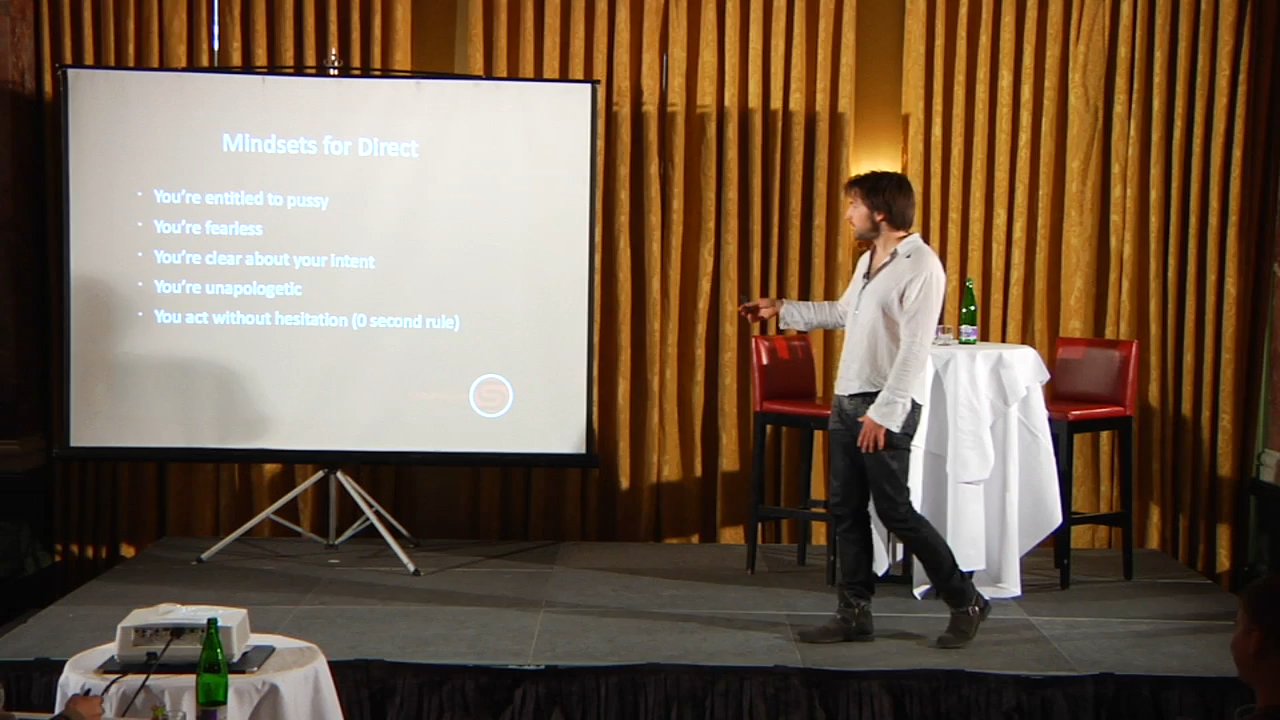 Mindsets for Direct
· You're entitled to pussy
· You're fearless
· You're clear about your intent
· You're unapologetic
· You act without hesitation (0 second rule)